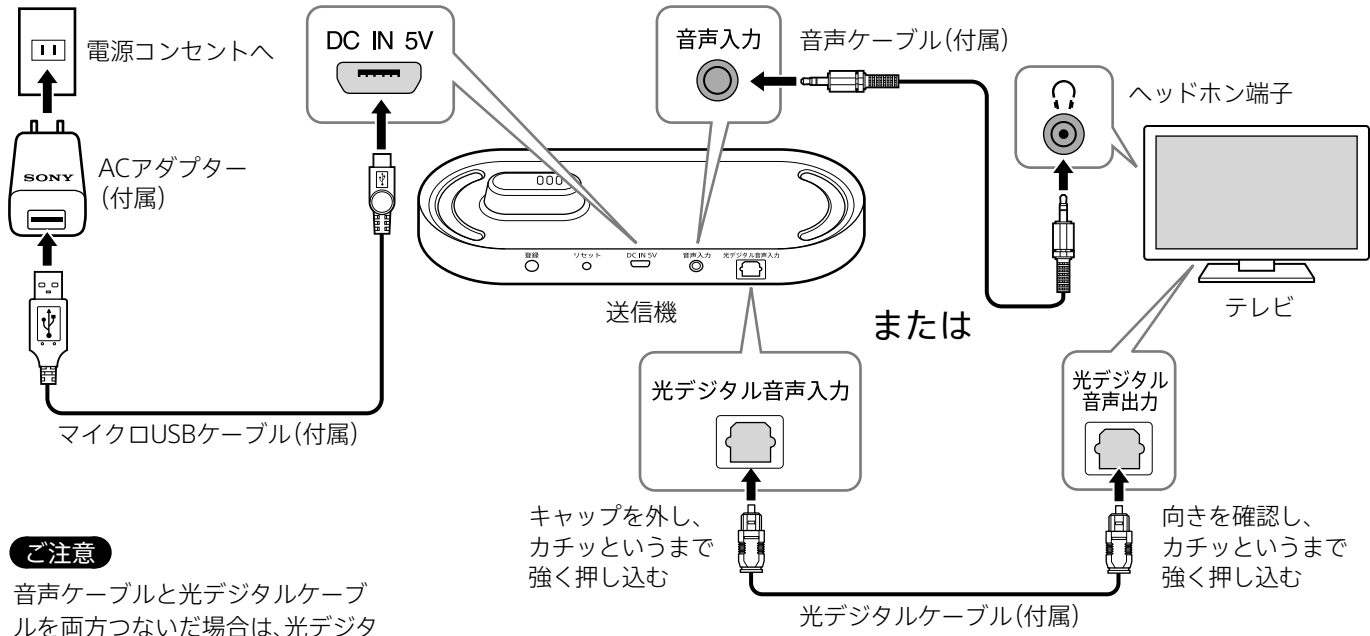 電源コンセントへ
DC IN 5V
音声入力
音声ケーブル(付属)
ヘッドホン端子
SONY
ACアダプター
(付属)
登録
リセット
DC IN 5V
音声入力
光デジタル音声入力
送信機
または
テレビ
光デジタル音声入力
光デジタル
音声出力
マイクロUSBケーブル(付属)
キャップを外し、
カチッというまで
強く押し込む
向きを確認し、
カチッというまで
強く押し込む
光デジタルケーブル(付属)
ご注意
音声ケーブルと光デジタルケーブ
ルを両方つないだ場合は、光デジタ